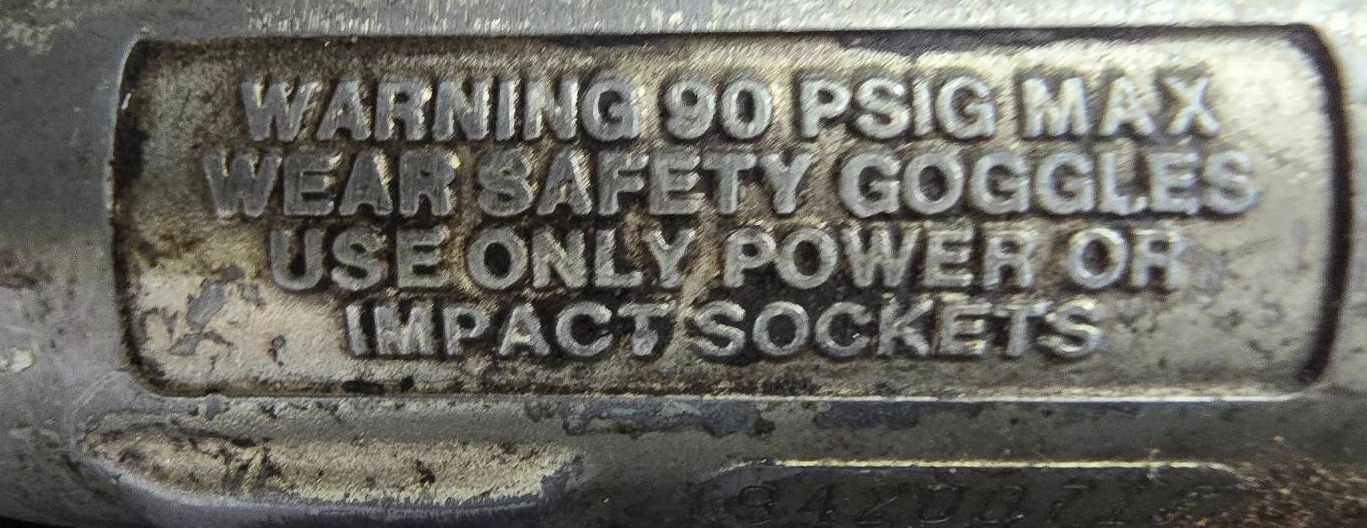 WARNING 90 PSIG MAX
WEAR SAFETY GOGGLES
USE ONLY POWER OR
IMPACT SOCKETS